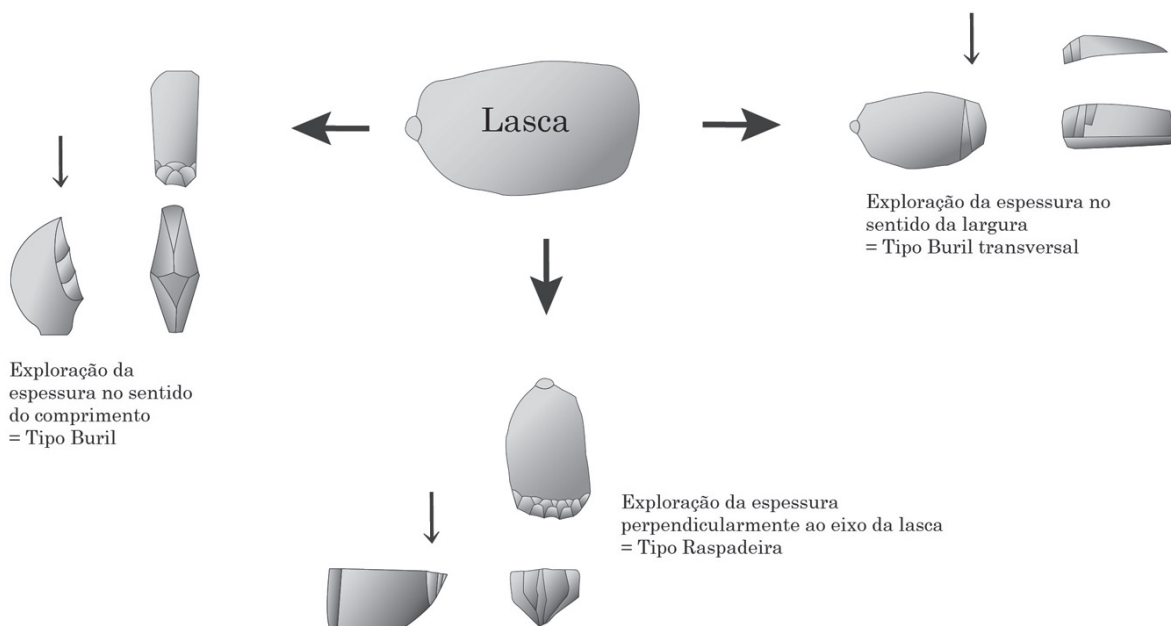 Lasca
Exploração da
espessura no sentido
do comprimento
= Tipo Buril
Exploração da espessura no
sentido da largura
= Tipo Buril transversal
Exploração da espessura
perpendicularmente ao eixo da lasca
= Tipo Raspadeira